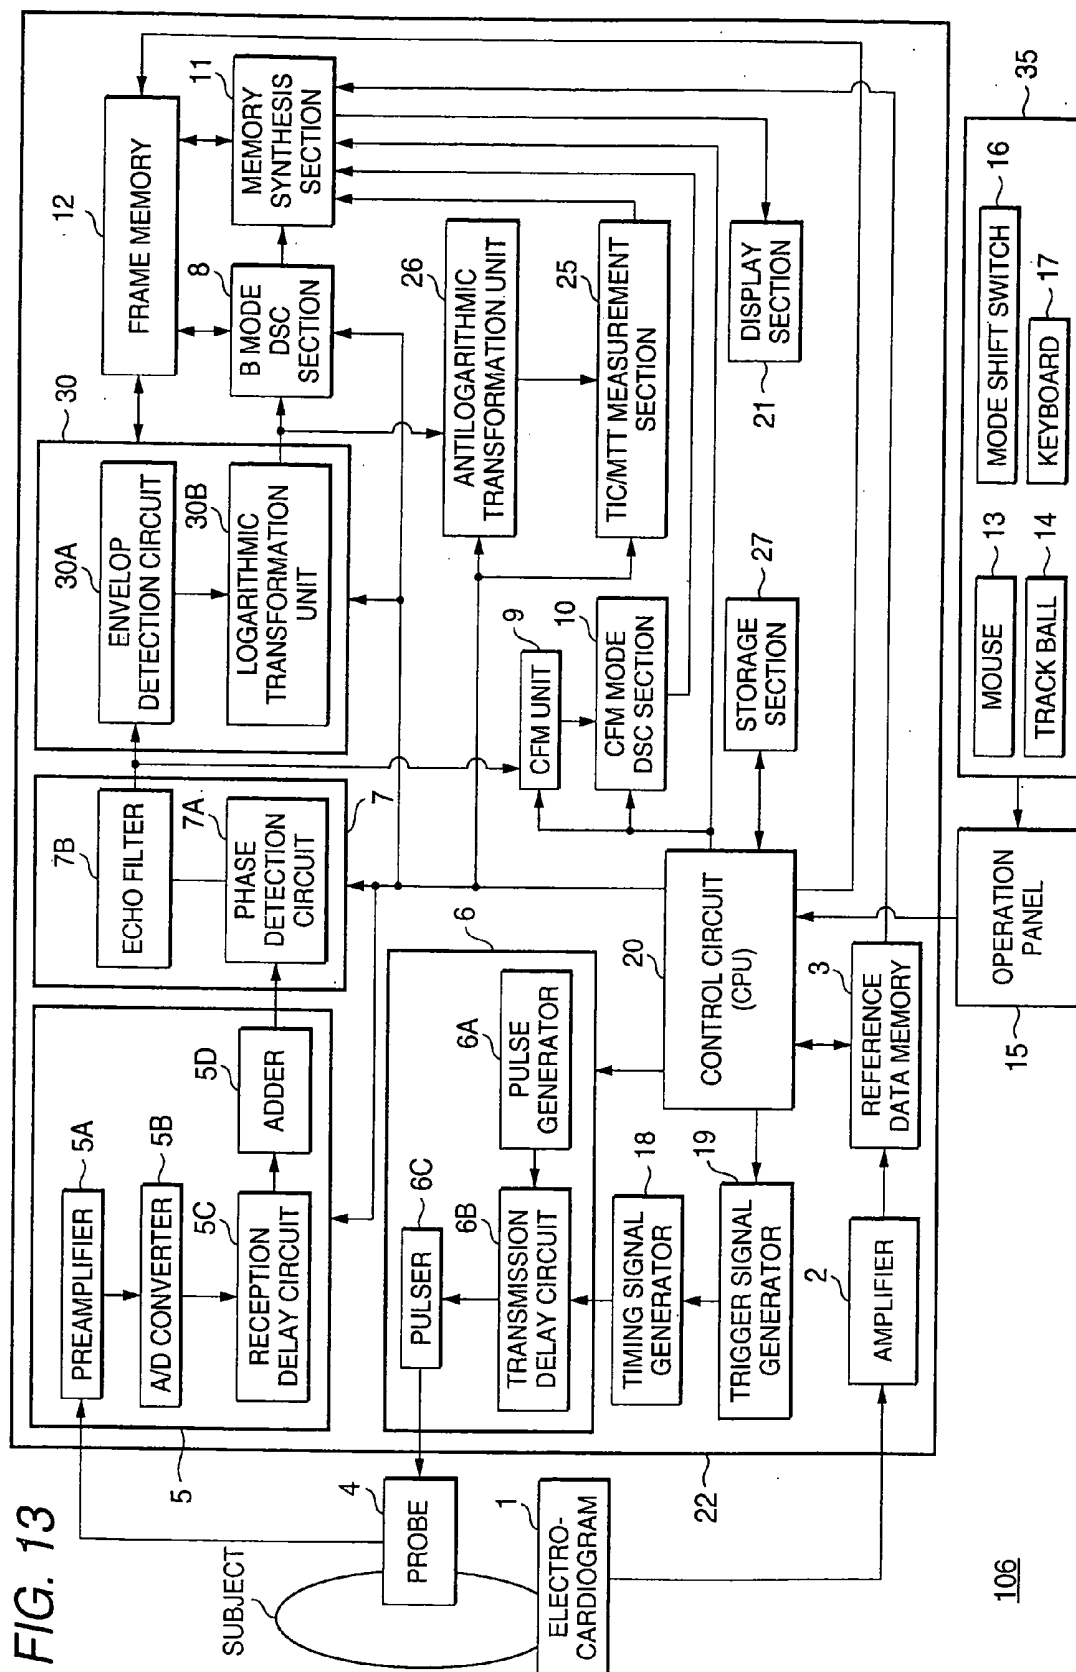 FIG. 13
SUBJECT
4
PROBE
1
ELECTRO-
CARDIOGRAM
106
22
5
5A
PREAMPLIFIER
5B
A/D CONVERTER
5C
RECEPTION
DELAY CIRCUIT
5D
ADDER
7B
ECHO FILTER
7A
PHASE
DETECTION
CIRCUIT
7
30
30A
ENVELOP
DETECTION CIRCUIT
30B
LOGARITHMIC
TRANSFORMATION
UNIT
12
FRAME MEMORY
8
B MODE
DSC
SECTION
11
MEMORY
SYNTHESIS
SECTION
26
ANTILOGARITHMIC
TRANSFORMATION UNIT
25
TIC/MTT MEASUREMENT
SECTION
9
CFM UNIT
10
CFM MODE
DSC SECTION
27
STORAGE
SECTION
21
DISPLAY
SECTION
6
6A
PULSE
GENERATOR
6B
TRANSMISSION
DELAY CIRCUIT
6C
PULSER
18
TIMING SIGNAL
GENERATOR
19
TRIGGER SIGNAL
GENERATOR
20
CONTROL CIRCUIT
(CPU)
2
AMPLIFIER
3
REFERENCE
DATA MEMORY
15
OPERATION
PANEL
35
13
MOUSE
14
TRACK BALL
16
MODE SHIFT SWITCH
17
KEYBOARD